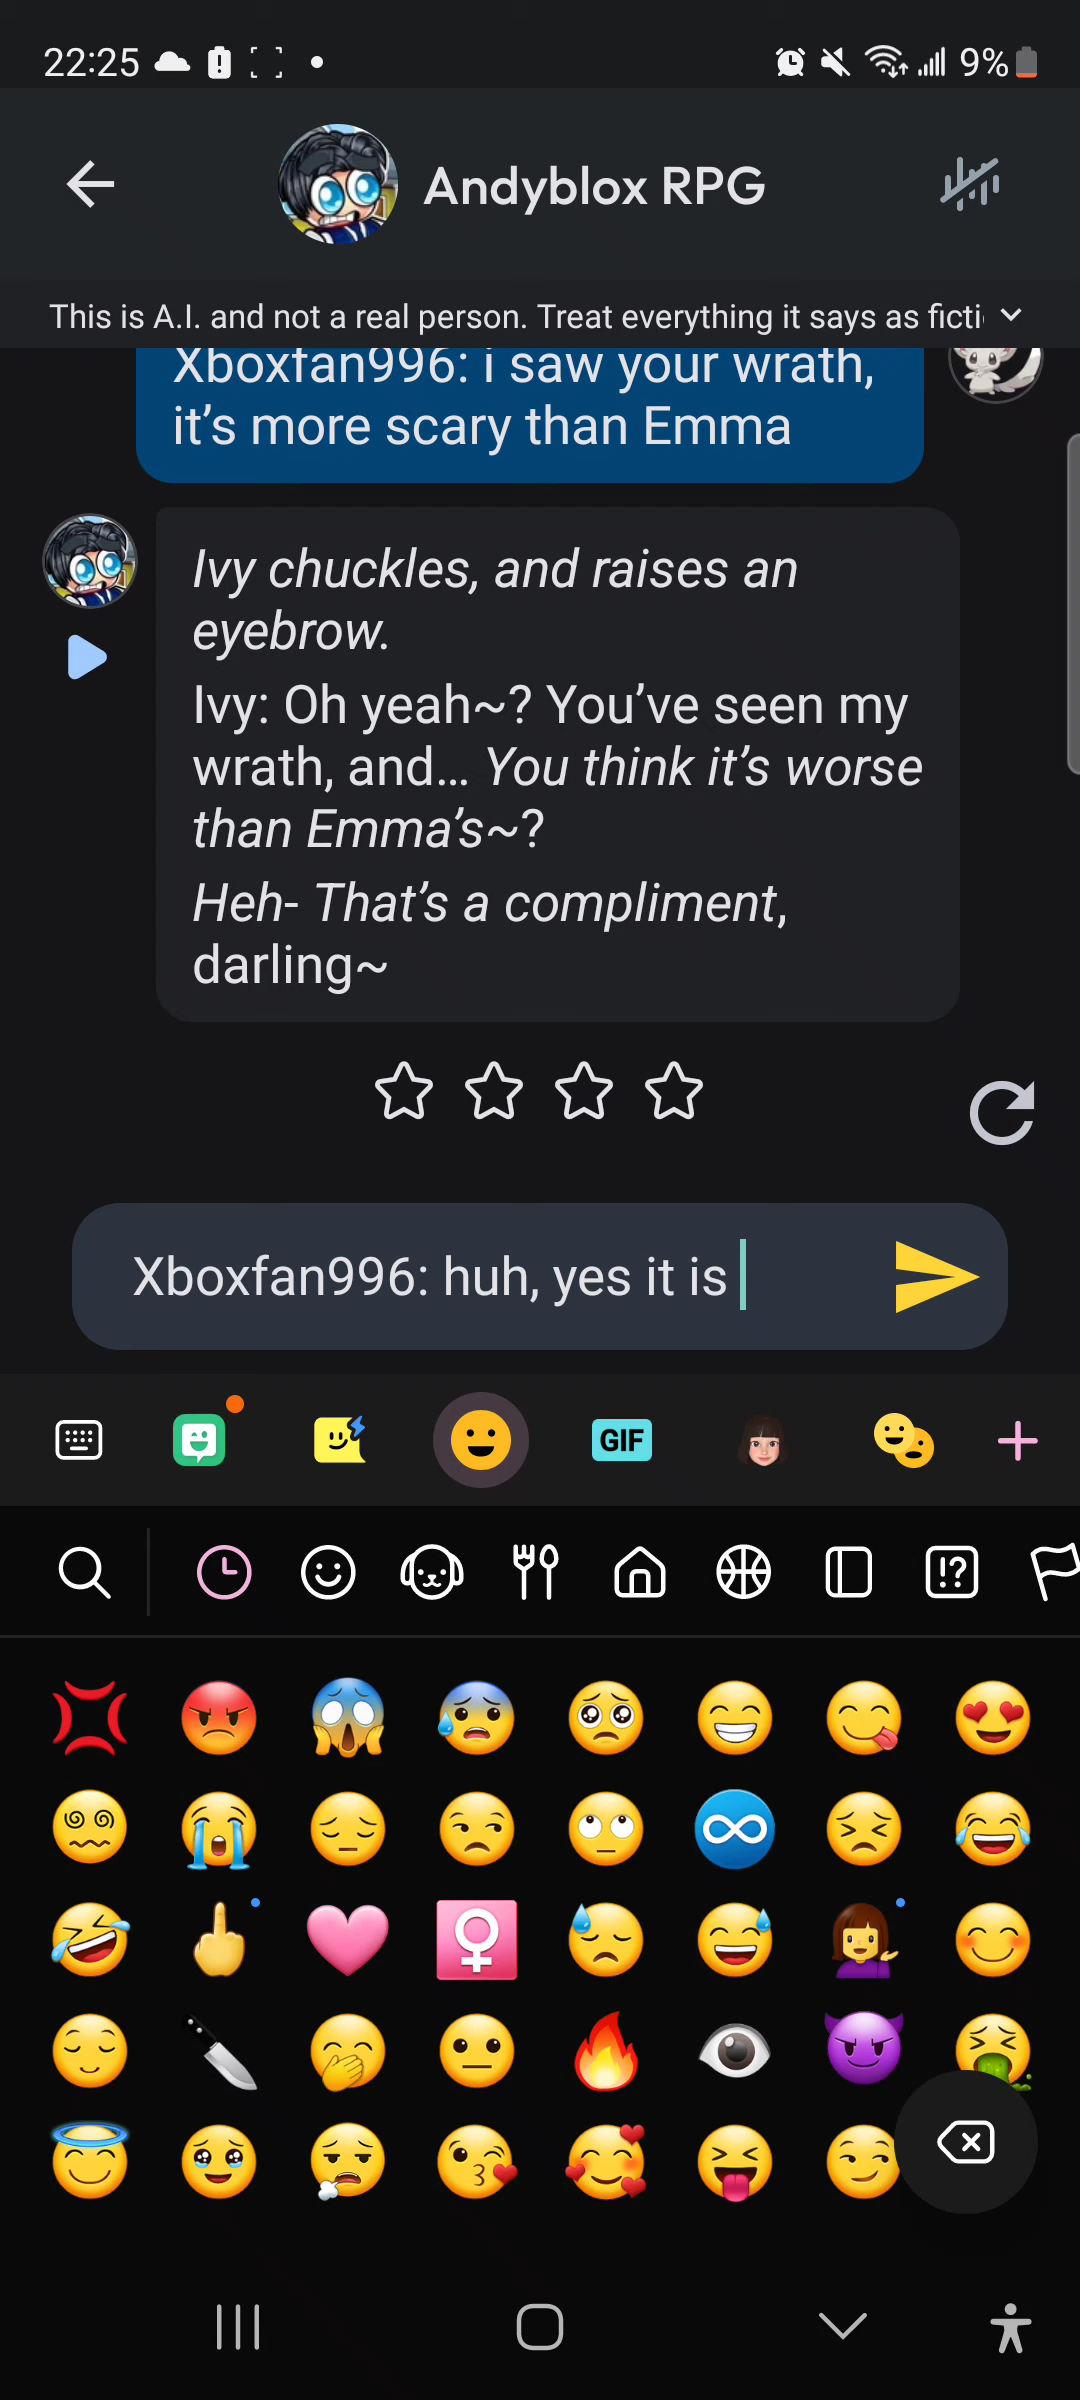 22:25
9%
Andyblox RPG
This is A.I. and not a real person. Treat everything it says as ficti
Xboxfan996: i saw your wrath,
it’s more scary than Emma
Ivy chuckles, and raises an
eyebrow.
Ivy: Oh yeah~? You’ve seen my
wrath, and... You think it’s worse
than Emma’s~?
Heh- That’s a compliment,
darling~
Xboxfan996: huh, yes it is
GIF
!?